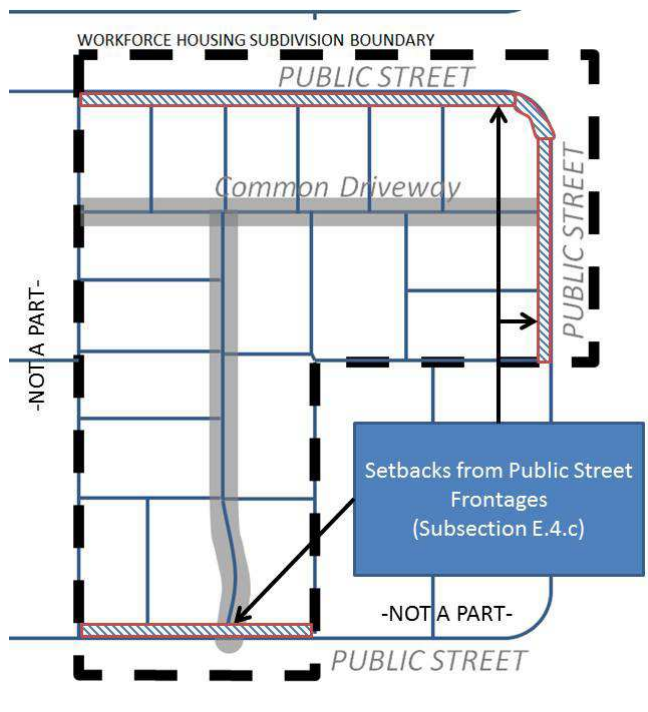 WORKFORCE HOUSING SUBDIVISION BOUNDARY
PUBLIC STREET
Common Driveway
PUBLIC STREET
-NOT A PART-
Setbacks from Public Street
Frontages
(Subsection E.4.c)
-NOT A PART-
PUBLIC STREET